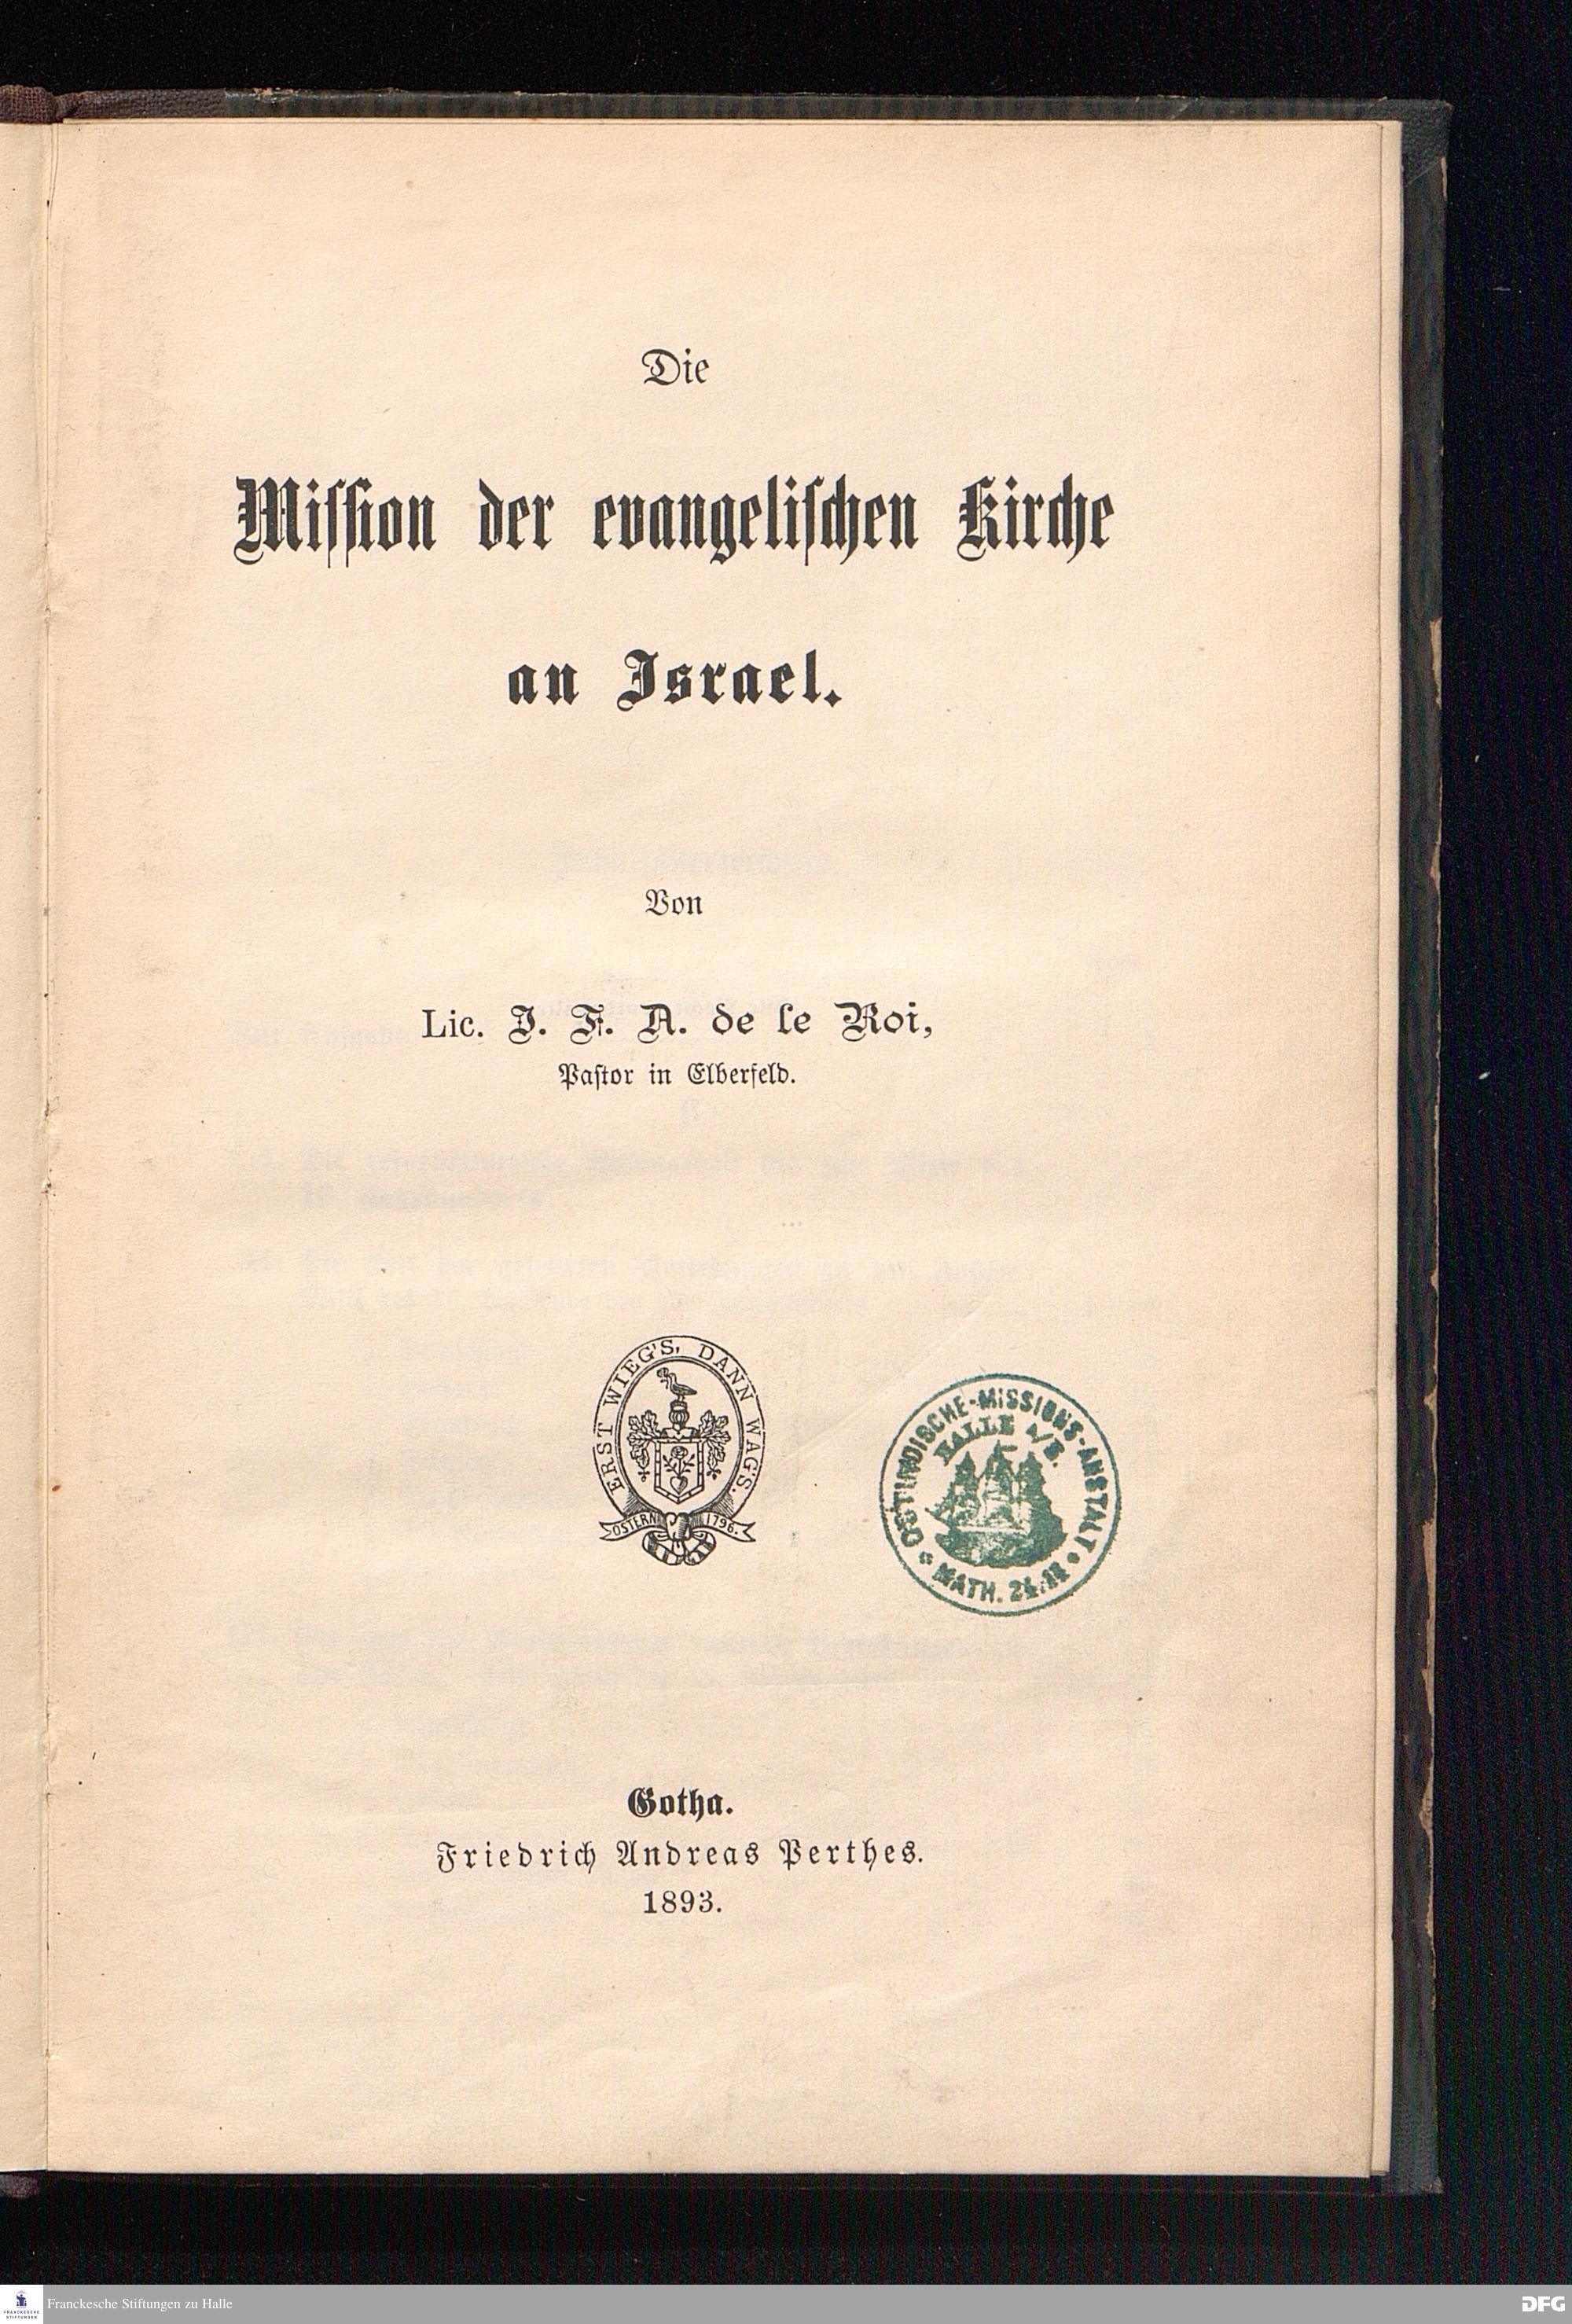 Die
Miſſion der evangeliſchen Kirche
an Israel.
Von
Lic. J. F. A. de le Roi,
Paſtor in Elberfeld.
ERST WIEG'S, DANN WAG'S.
OSTERN 1796.
OSTINDISCHE-MISSIONS-ANSTALT
HALLE a/S.
MATH. 24,14
Gotha.
Friedrich Andreas Perthes.
1893.
FRANCKESCHE STIFTUNGEN
Franckesche Stiftungen zu Halle
DFG